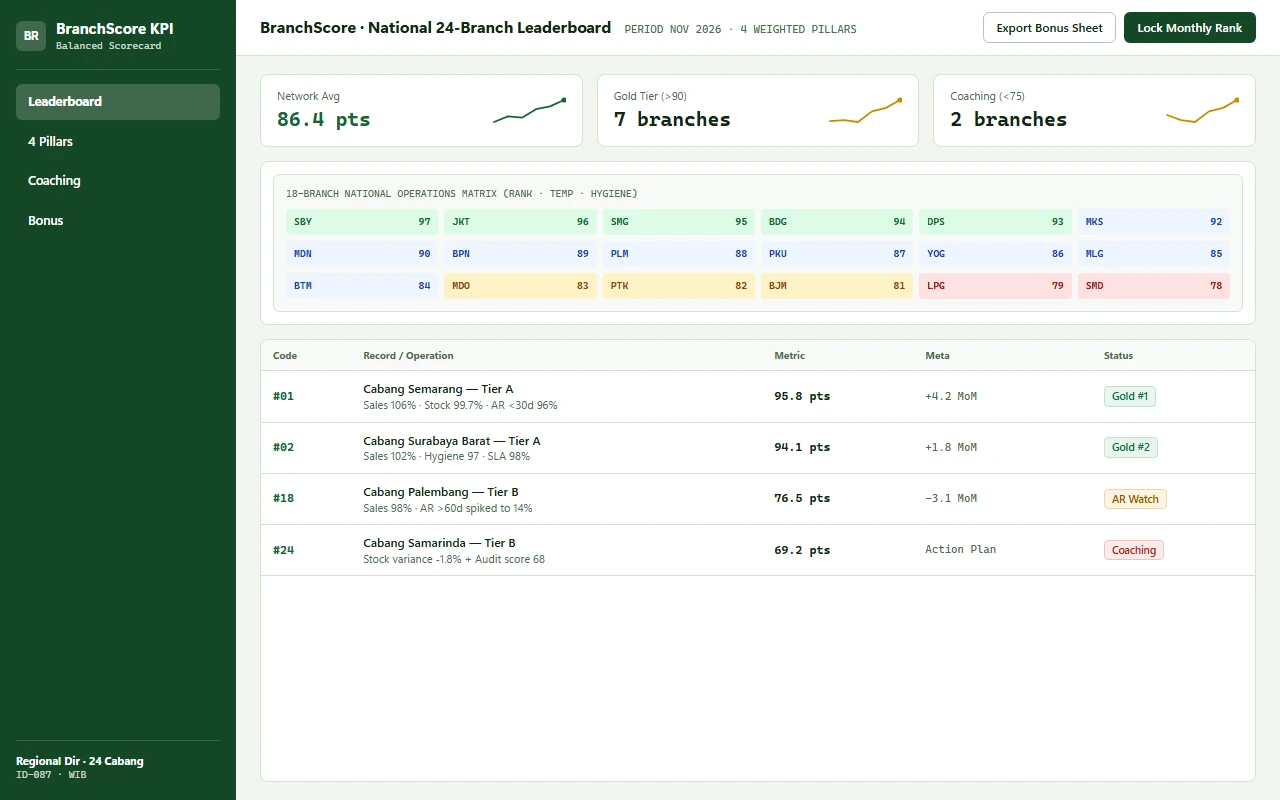 BR
BranchScore KPI
Balanced Scorecard
Leaderboard
4 Pillars
Coaching
Bonus
Regional Dir · 24 Cabang
ID-087 · WIB
BranchScore · National 24-Branch Leaderboard
PERIOD NOV 2026 · 4 WEIGHTED PILLARS
Export Bonus Sheet
Lock Monthly Rank
Network Avg
86.4 pts
Gold Tier (>90)
7 branches
Coaching (<75)
2 branches
18-BRANCH NATIONAL OPERATIONS MATRIX (RANK · TEMP · HYGIENE)
SBY 97 JKT 96 SMG 95 BDG 94 DPS 93 MKS 92
MDN 90 BPN 89 PLM 88 PKU 87 YOG 86 MLG 85
BTM 84 MDO 83 PTK 82 BJM 81 LPG 79 SMD 78
Code Record / Operation Metric Meta Status
#01 Cabang Semarang — Tier A 95.8 pts +4.2 MoM Gold #1
Sales 106% · Stock 99.7% · AR <30d 96%
#02 Cabang Surabaya Barat — Tier A 94.1 pts +1.8 MoM Gold #2
Sales 102% · Hygiene 97 · SLA 98%
#18 Cabang Palembang — Tier B 76.5 pts −3.1 MoM AR Watch
Sales 98% · AR >60d spiked to 14%
#24 Cabang Samarinda — Tier B 69.2 pts Action Plan Coaching
Stock variance -1.8% + Audit score 68